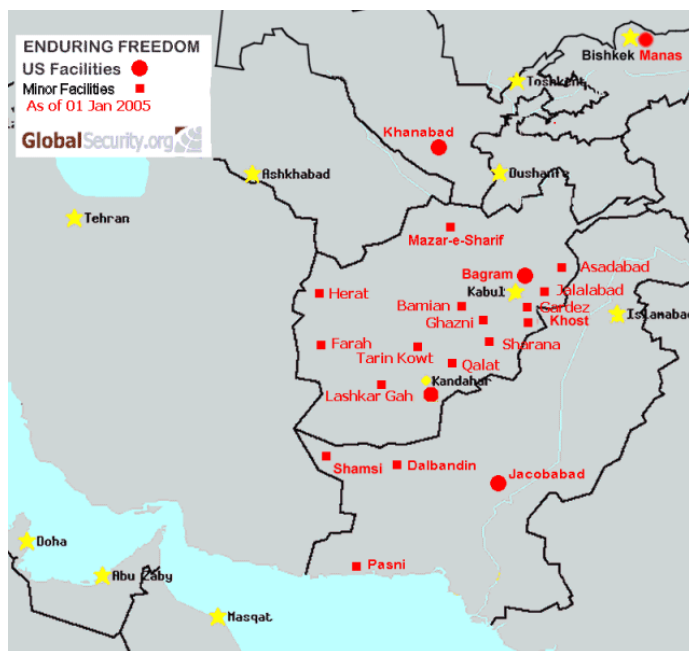 ENDURING FREEDOM
US Facilities
Minor Facilities
As of 01 Jan 2005
GlobalSecurity.org
Bishkek Manas
Toshkent
Khanabad
Ashkhabad
Dushanbe
Tehran
Mazar-e-Sharif
Asadabad
Bagram
Herat
Kabul
Jalalabad
Bamian
Gardez
Ghazni
Khost
Islamabad
Farah
Sharana
Tarin Kowt
Qalat
Kandahar
Lashkar Gah
Shamsi
Dalbandin
Jacobabad
Doha
Pasni
Abu Zaby
Masqat